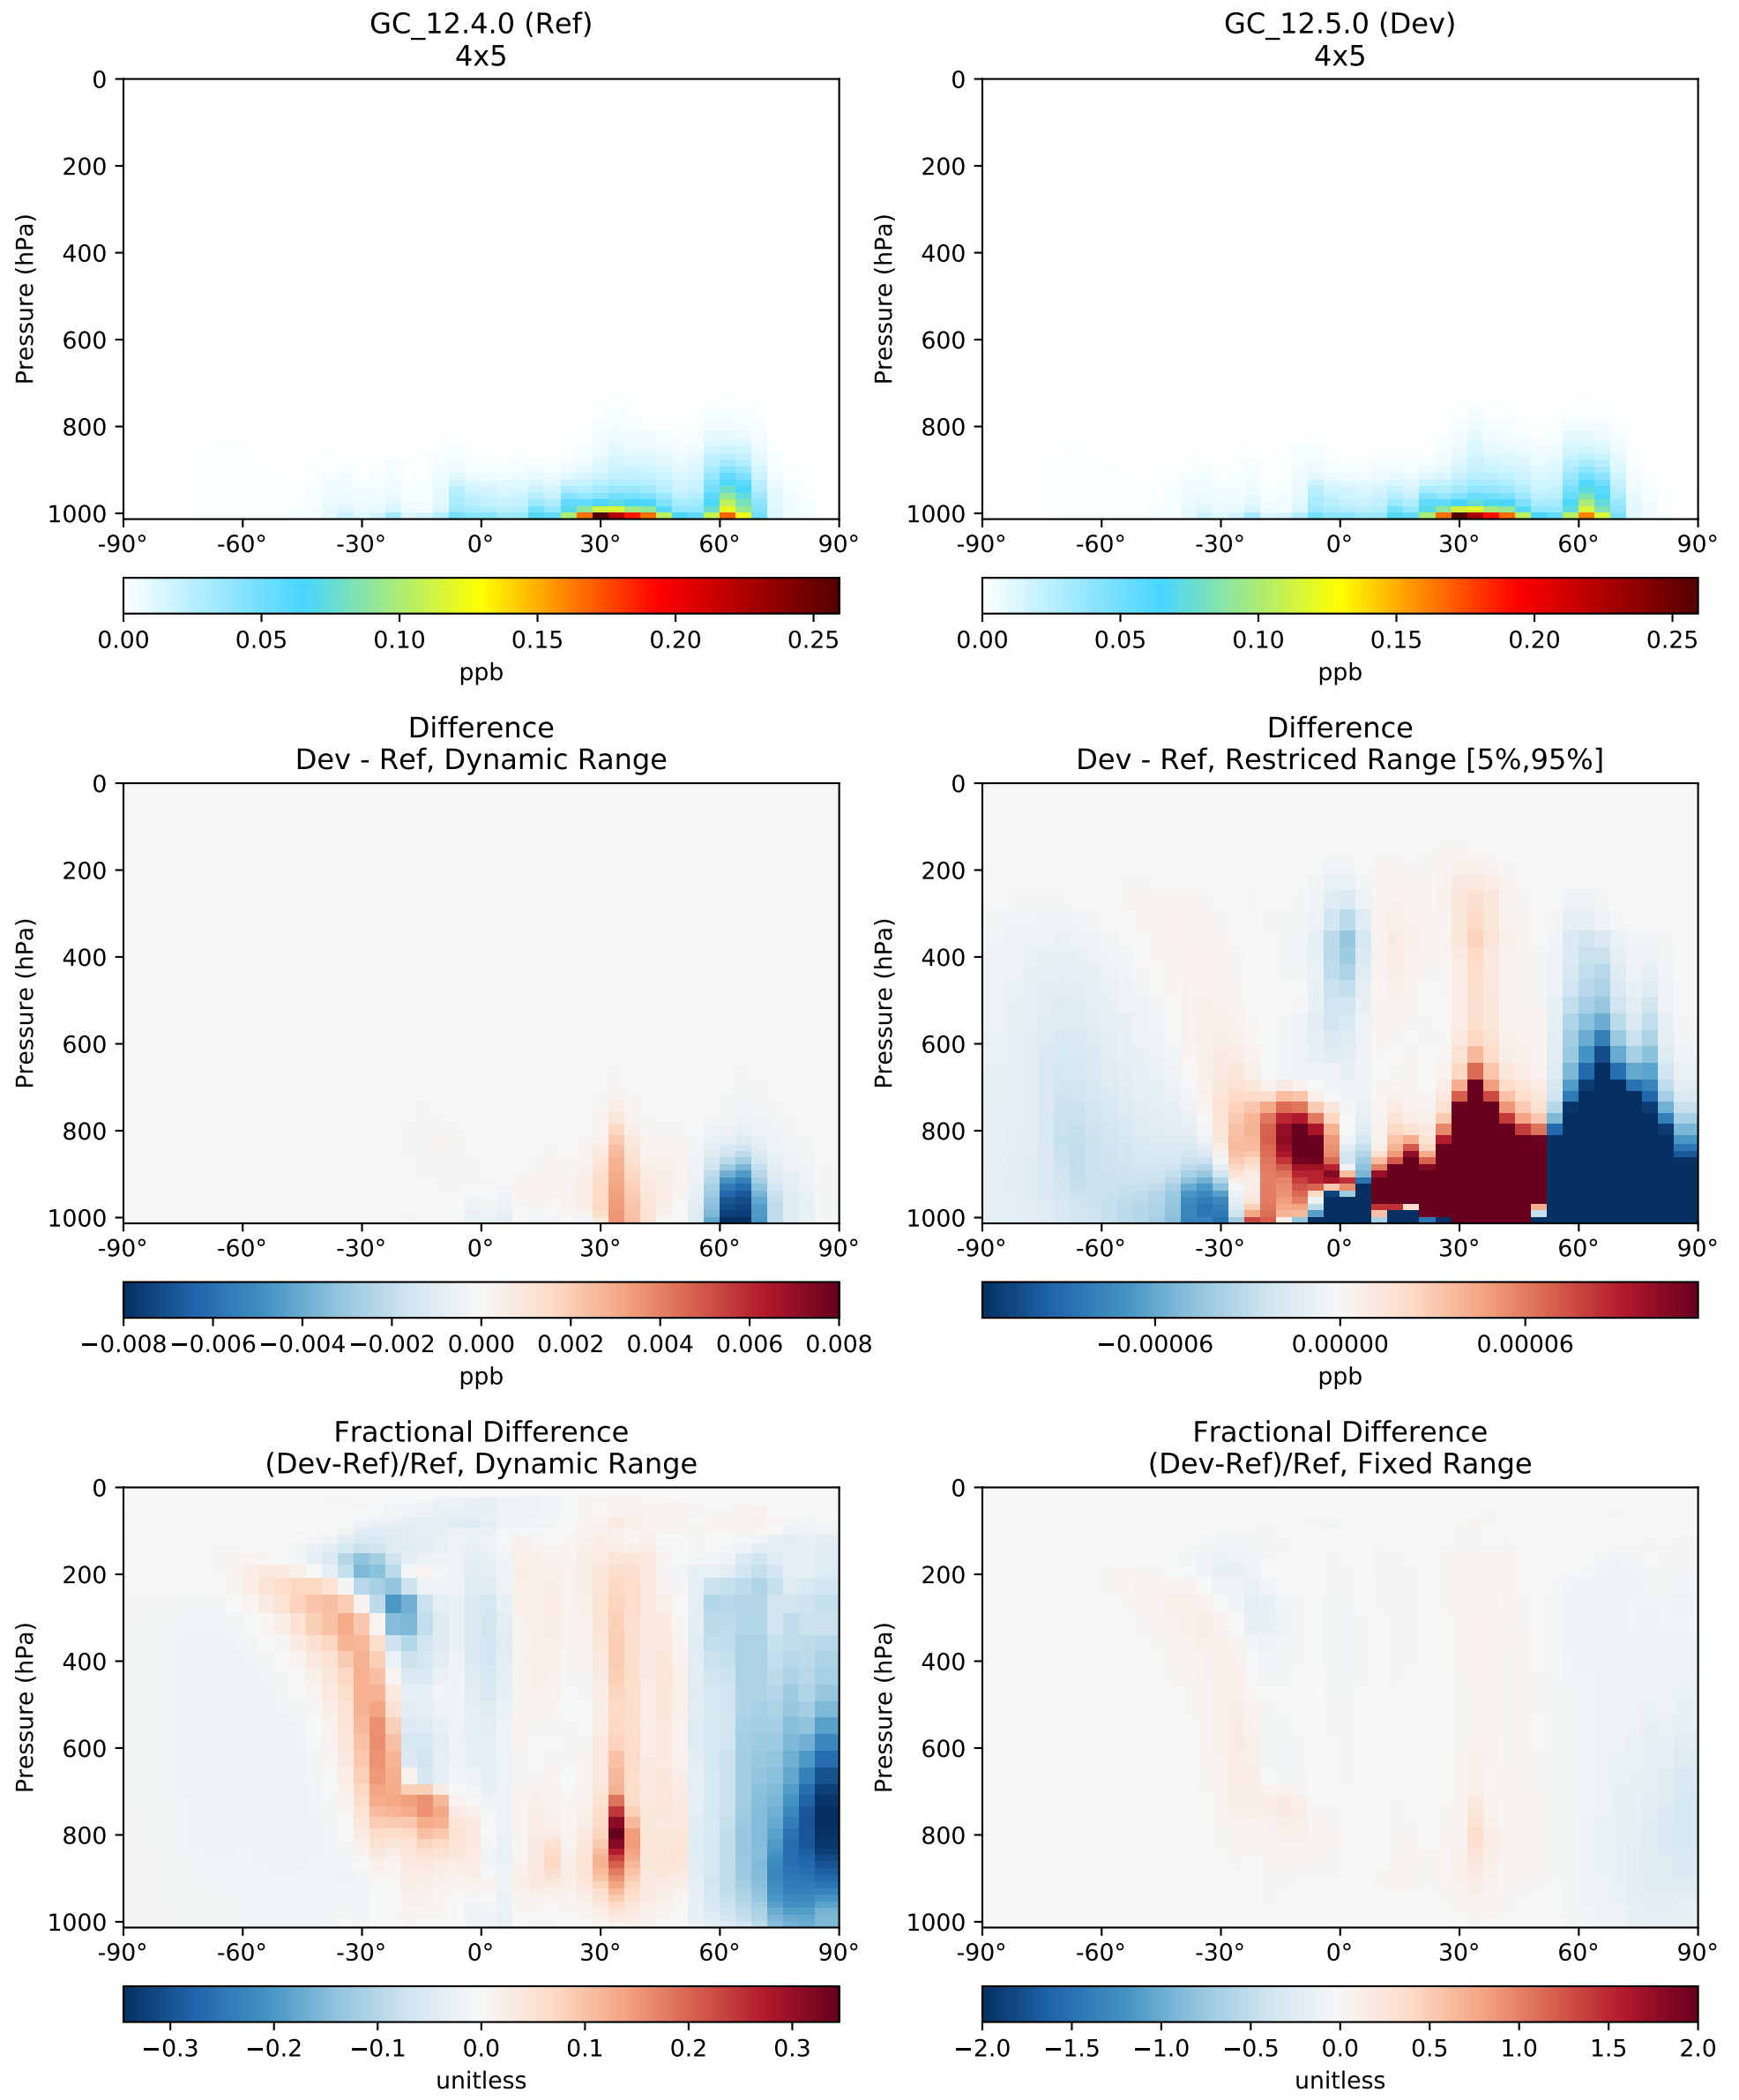 GC_12.4.0 (Ref)
4x5
0
200
400
600
800
1000
Pressure (hPa)
-90° -60° -30° 0° 30° 60° 90°
0.00 0.05 0.10 0.15 0.20 0.25
ppb
GC_12.5.0 (Dev)
4x5
0
200
400
600
800
1000
Pressure (hPa)
-90° -60° -30° 0° 30° 60° 90°
0.00 0.05 0.10 0.15 0.20 0.25
ppb
Difference
Dev - Ref, Dynamic Range
0
200
400
600
800
1000
Pressure (hPa)
-90° -60° -30° 0° 30° 60° 90°
−0.008 −0.006 −0.004 −0.002 0.000 0.002 0.004 0.006 0.008
ppb
Difference
Dev - Ref, Restriced Range [5%,95%]
0
200
400
600
800
1000
Pressure (hPa)
-90° -60° -30° 0° 30° 60° 90°
−0.00006 0.00000 0.00006
ppb
Fractional Difference
(Dev-Ref)/Ref, Dynamic Range
0
200
400
600
800
1000
Pressure (hPa)
-90° -60° -30° 0° 30° 60° 90°
−0.3 −0.2 −0.1 0.0 0.1 0.2 0.3
unitless
Fractional Difference
(Dev-Ref)/Ref, Fixed Range
0
200
400
600
800
1000
Pressure (hPa)
-90° -60° -30° 0° 30° 60° 90°
−2.0 −1.5 −1.0 −0.5 0.0 0.5 1.0 1.5 2.0
unitless